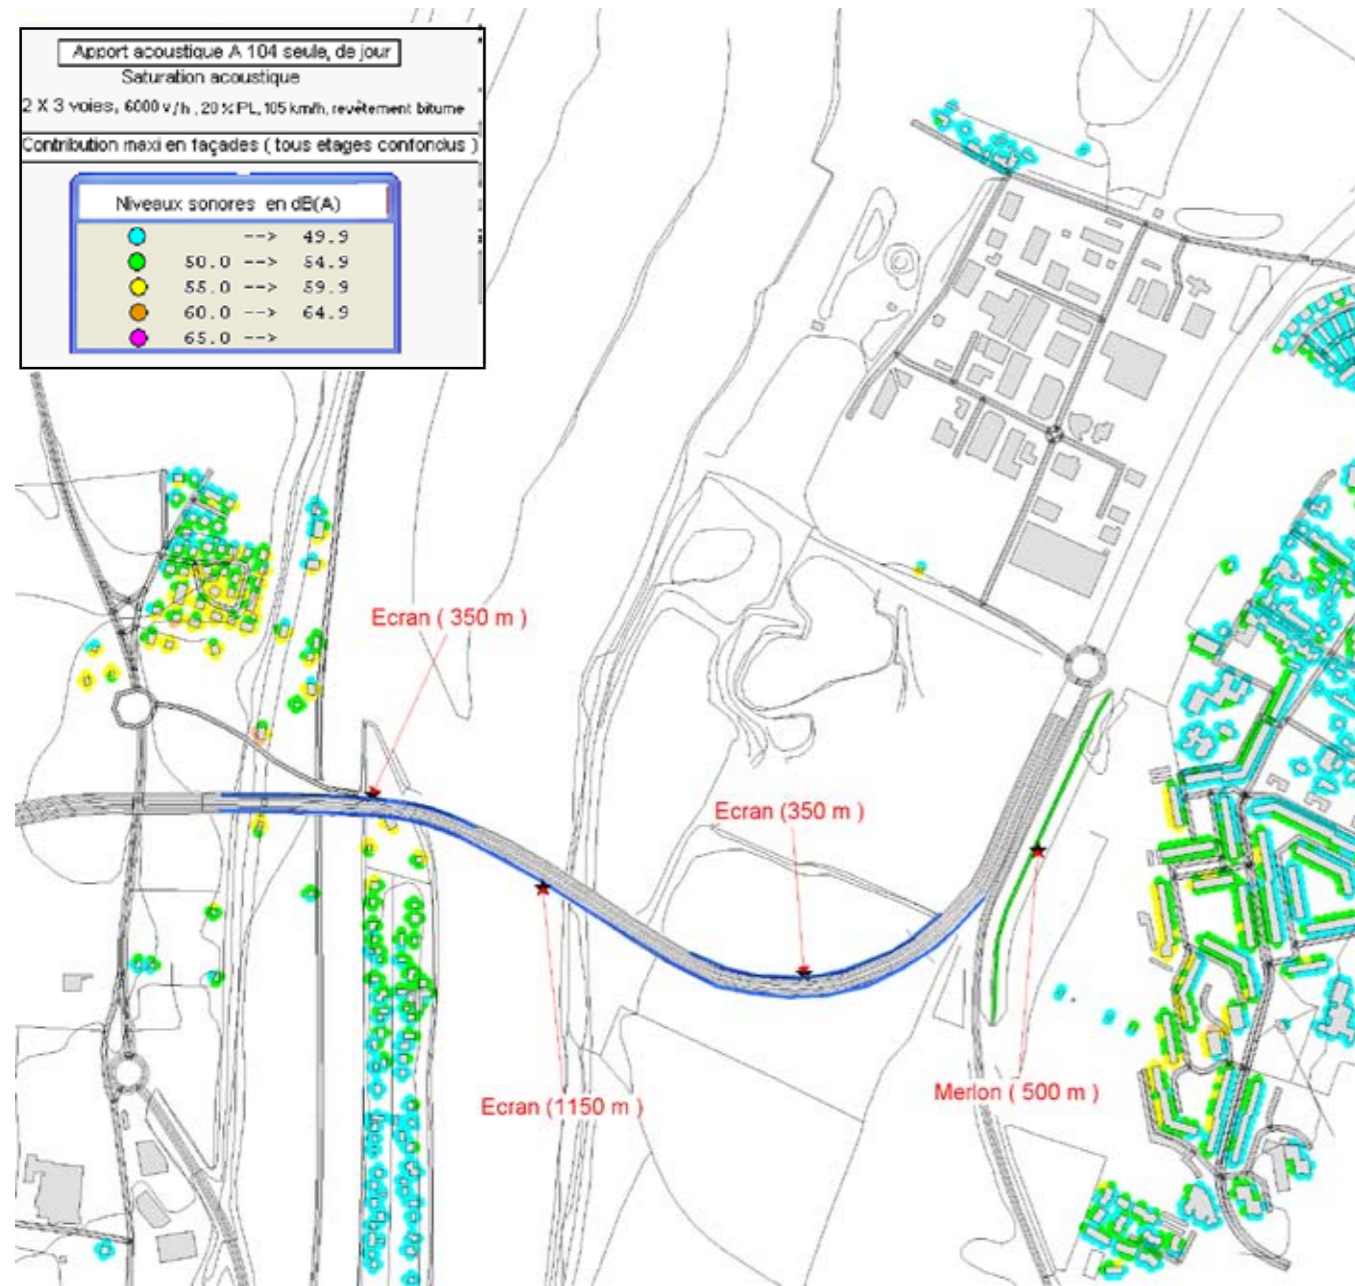 Apport acoustique A 104 seule, de jour
Saturation acoustique
2 X 3 voies, 6000 v/h , 20 % PL, 105 km/h, revêtement bitume
Contribution maxi en façades ( tous etages confondus )
Niveaux sonores en dB(A)
--> 49.9
50.0 --> 54.9
55.0 --> 59.9
60.0 --> 64.9
65.0 -->
Ecran ( 350 m )
Ecran (350 m )
Ecran (1150 m )
Merlon ( 500 m )